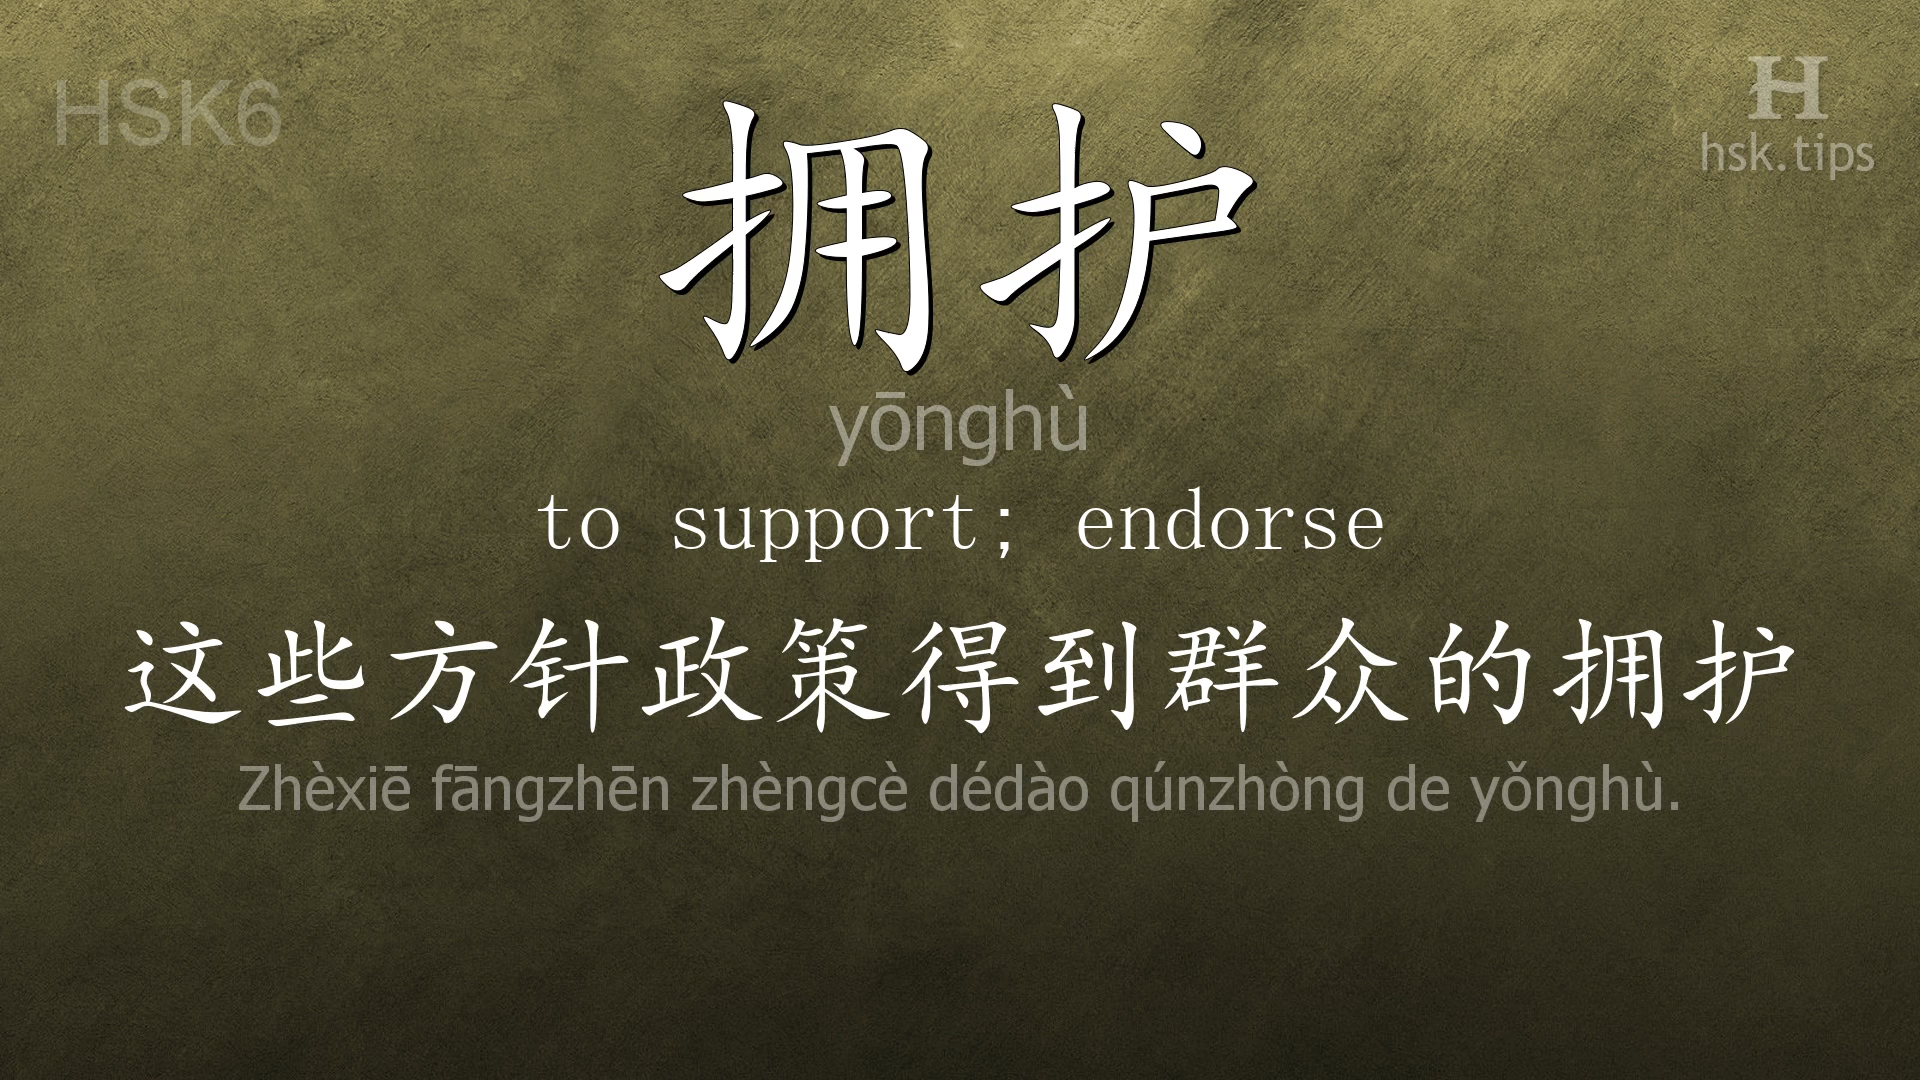 HSK6
H
hsk.tips
拥护
yōnghù
to support; endorse
这些方针政策得到群众的拥护
Zhèxiē fāngzhēn zhèngcè dédào qúnzhòng de yǒnghù.